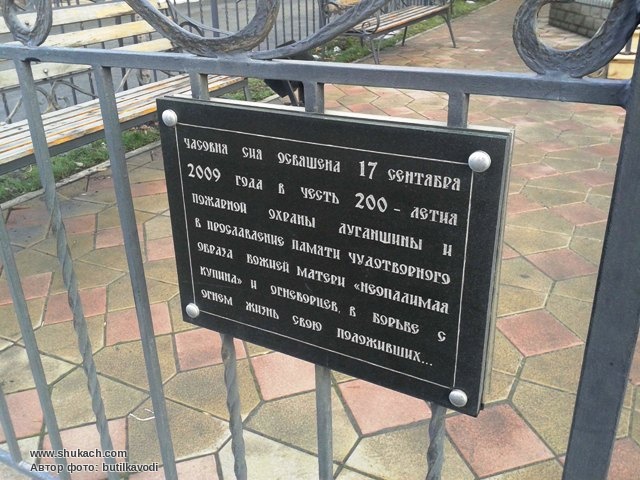 часовня сия освящена 17 сентября
2009 года в честь 200 - летия
пожарной охраны луганщины и
в прославление памяти чудотворного
образа божией матери «неопалимая
купина» и огневорцев, в борьбе с
огнем жизнь свою положивших...
www.shukach.com
Автор фото: butilkavodi